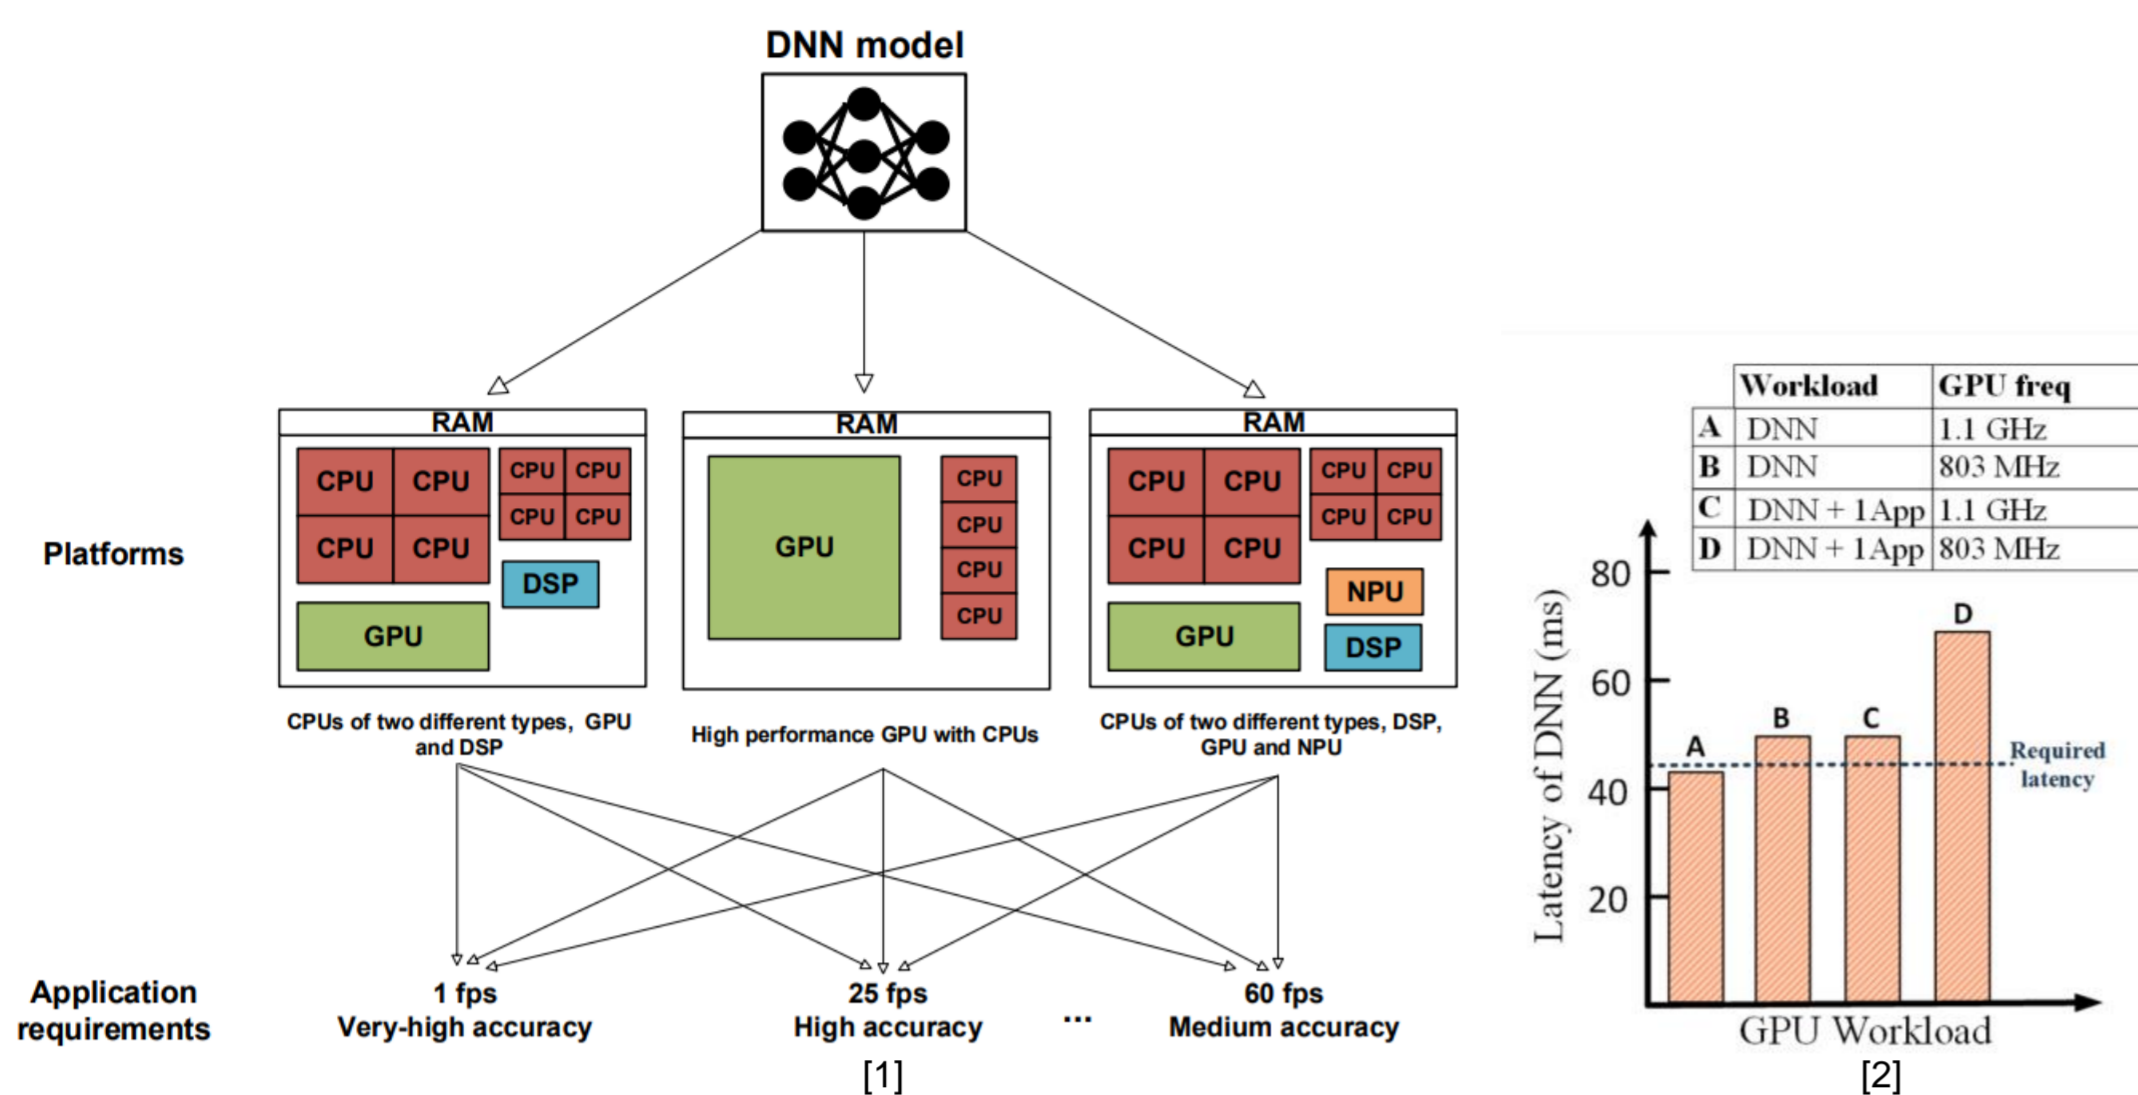 DNN model
Platforms
RAM
CPU CPU CPU CPU
CPU CPU
CPU CPU
DSP
GPU
CPUs of two different types, GPU
and DSP
RAM
GPU
CPU
CPU
CPU
CPU
High performance GPU with CPUs
RAM
CPU CPU CPU CPU
CPU CPU
CPU CPU
NPU
GPU
DSP
CPUs of two different types, DSP,
GPU and NPU
Application
requirements
1 fps
Very-high accuracy
25 fps
High accuracy
...
60 fps
Medium accuracy
[1]
Workload GPU freq
A DNN 1.1 GHz
B DNN 803 MHz
C DNN + 1App 1.1 GHz
D DNN + 1App 803 MHz
Latency of DNN (ms)
80
60
40
20
A
B
C
D
Required
latency
GPU Workload
[2]